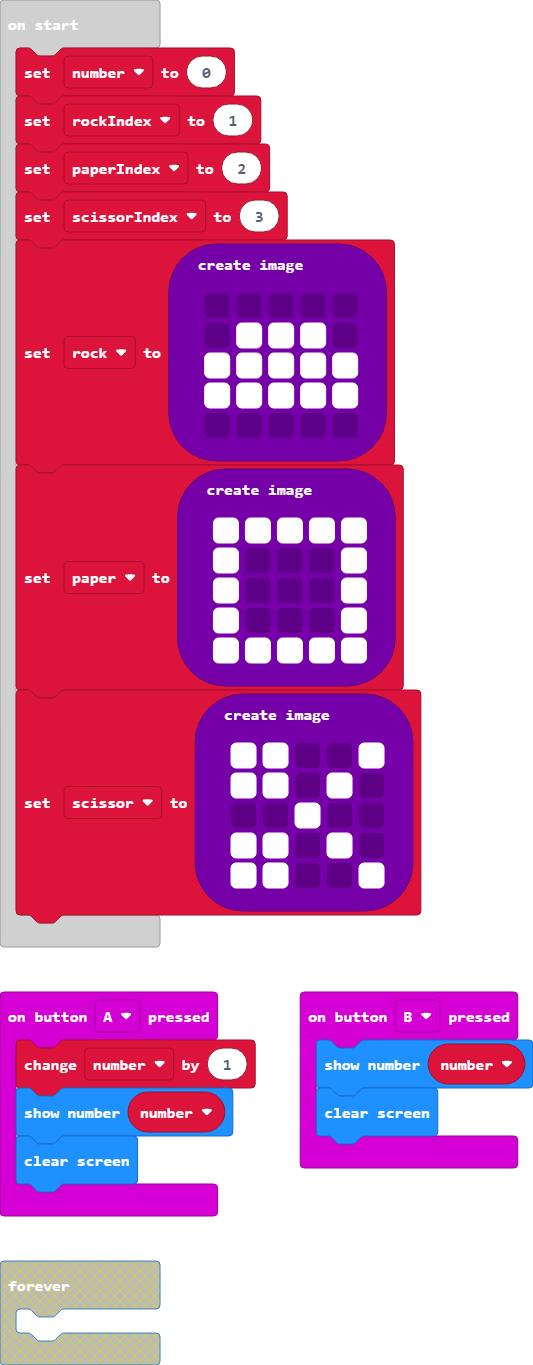 on start
set number to 0
set rockIndex to 1
set paperIndex to 2
set scissorIndex to 3
create image
set rock to
create image
set paper to
create image
set scissor to
on button A pressed
change number by 1
show number number
clear screen
on button B pressed
show number number
clear screen
forever